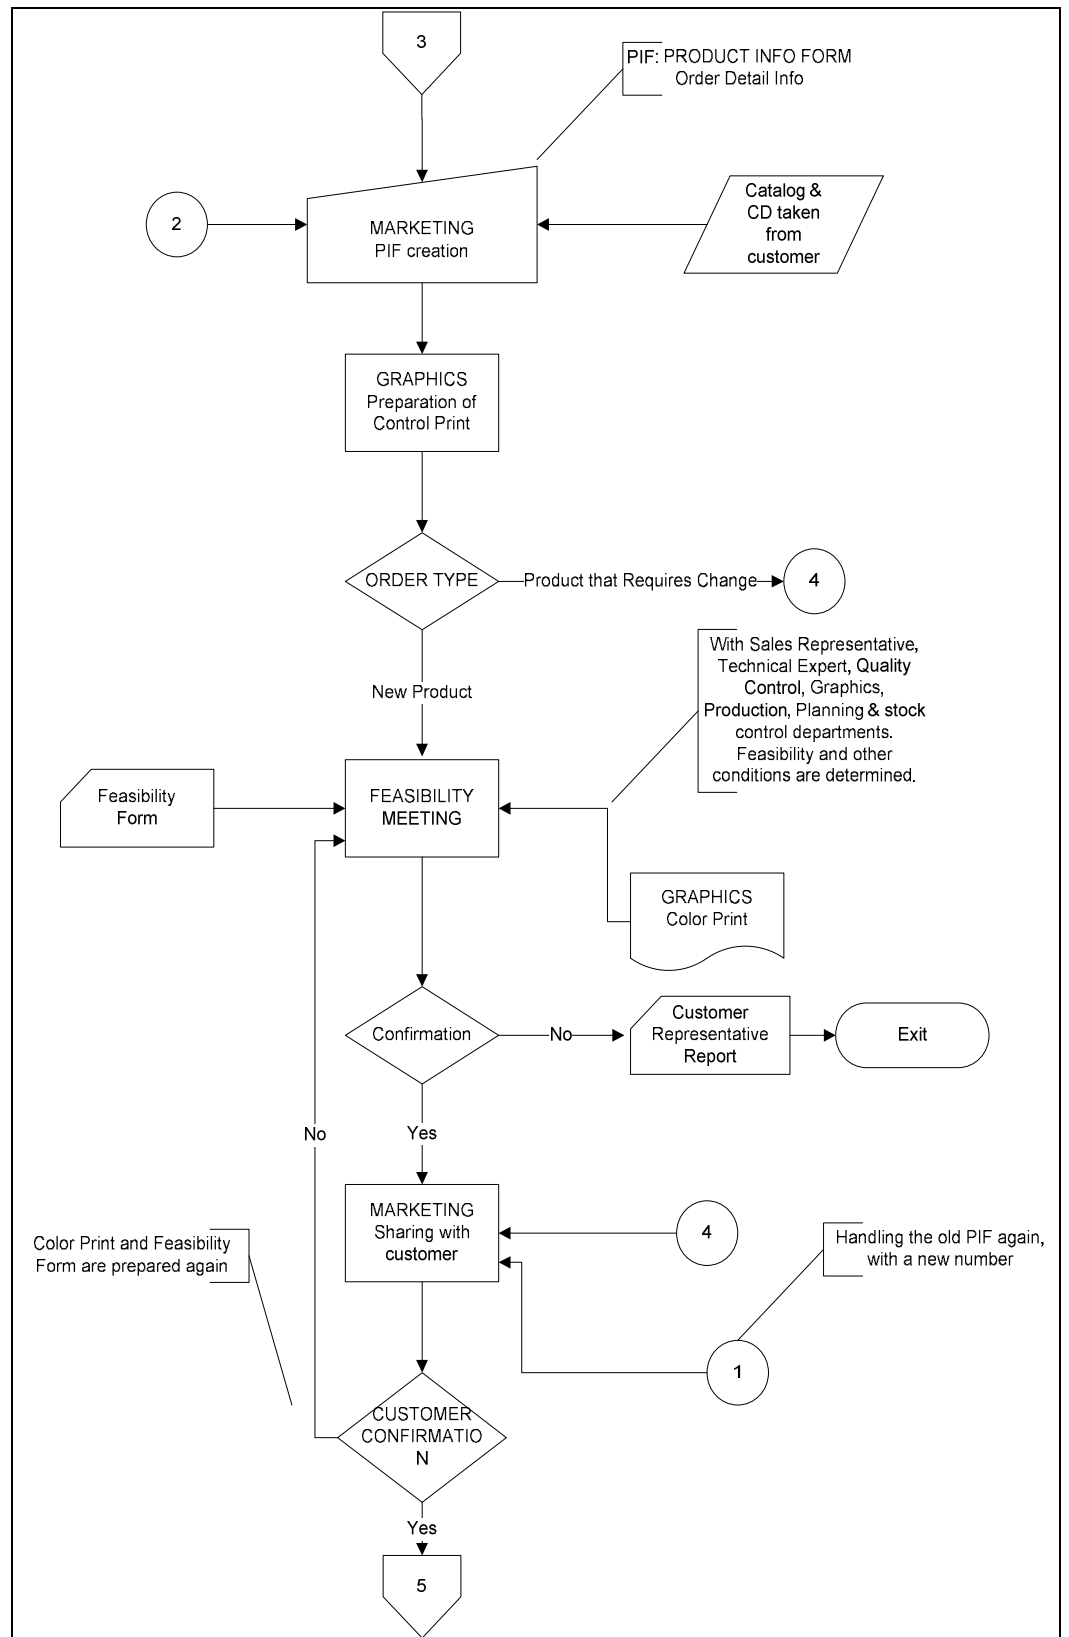 3
PIF: PRODUCT INFO FORM
Order Detail Info
2
MARKETING
PIF creation
Catalog &
CD taken
from
customer
GRAPHICS
Preparation of
Control Print
ORDER TYPE
Product that Requires Change
4
New Product
With Sales Representative,
Technical Expert, Quality
Control, Graphics,
Production, Planning & stock
control departments.
Feasibility and other
conditions are determined.
Feasibility
Form
FEASIBILITY
MEETING
GRAPHICS
Color Print
Confirmation
No
Customer
Representative
Report
Exit
No
Yes
MARKETING
Sharing with
customer
4
Handling the old PIF again,
with a new number
Color Print and Feasibility
Form are prepared again
1
CUSTOMER
CONFIRMATIO
N
Yes
5